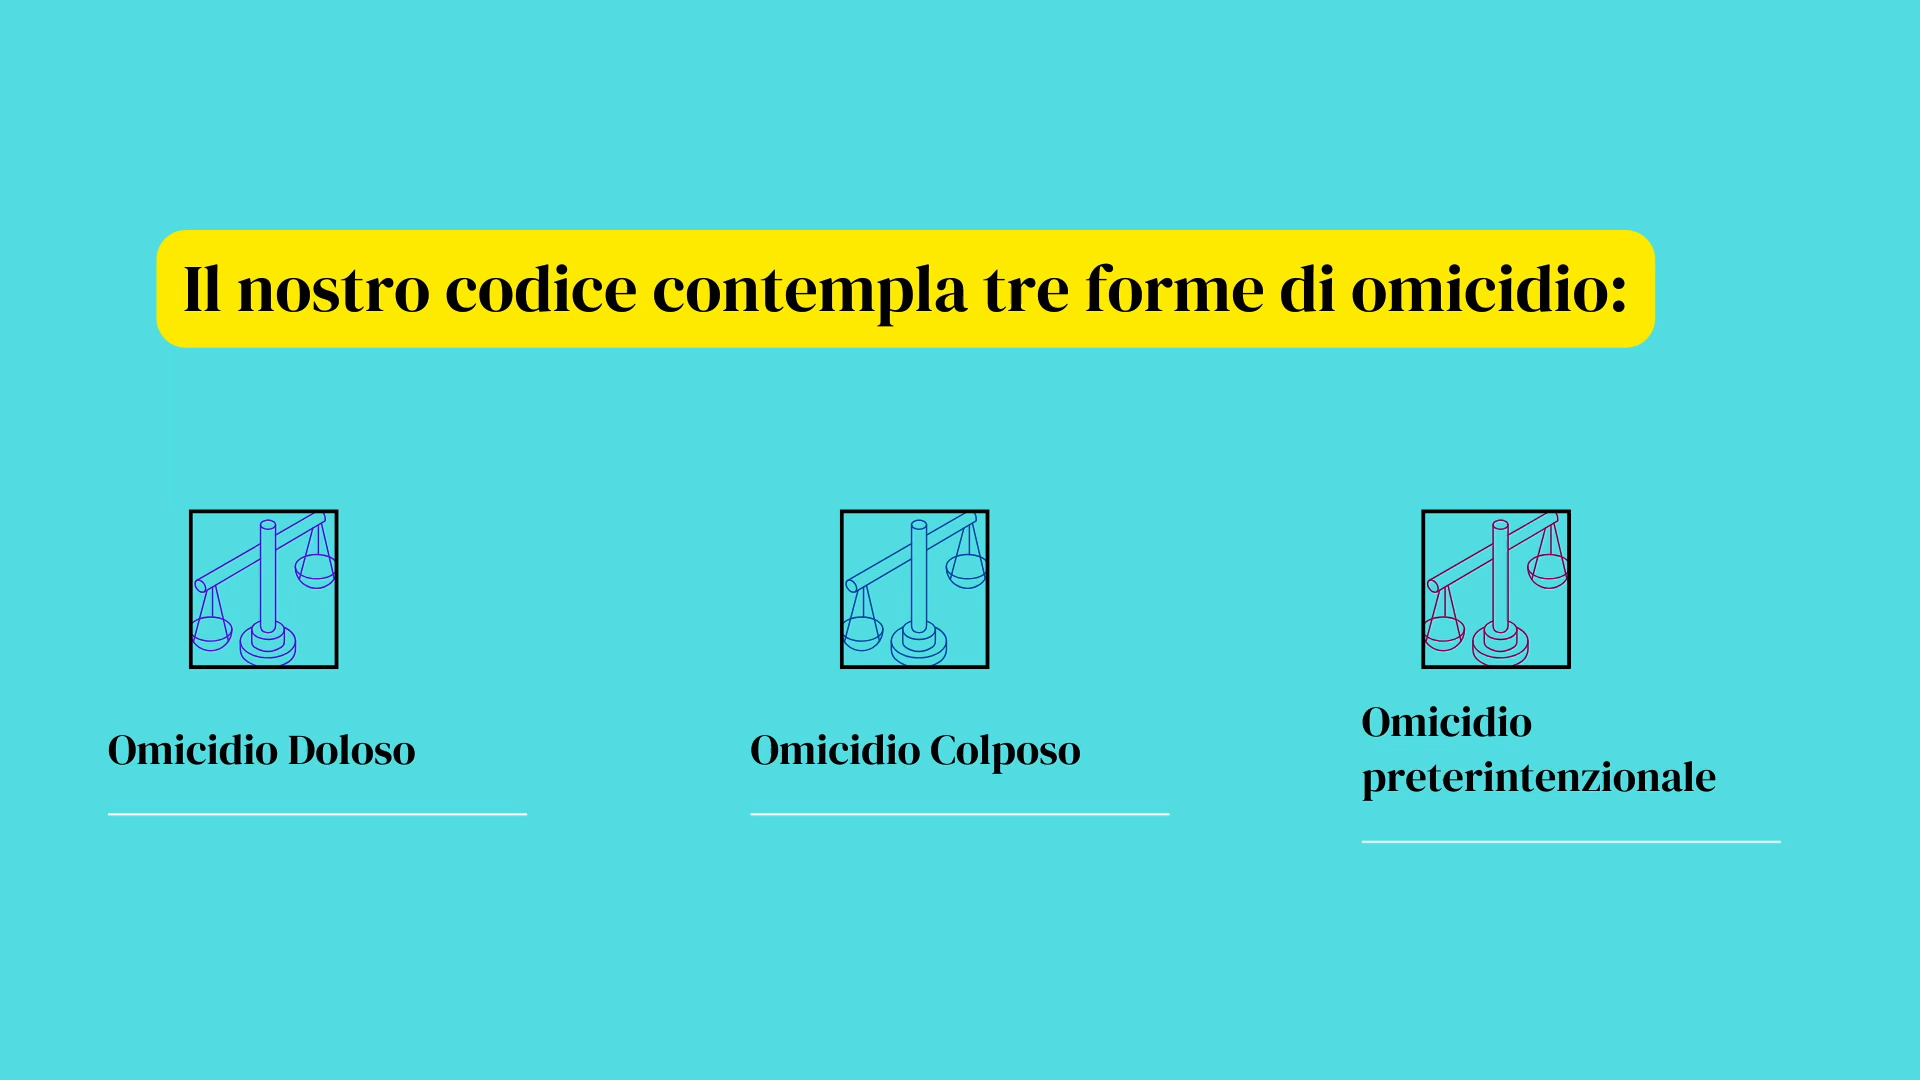 Il nostro codice contempla tre forme di omicidio:
Omicidio Doloso
Omicidio Colposo
Omicidio
preterintenzionale